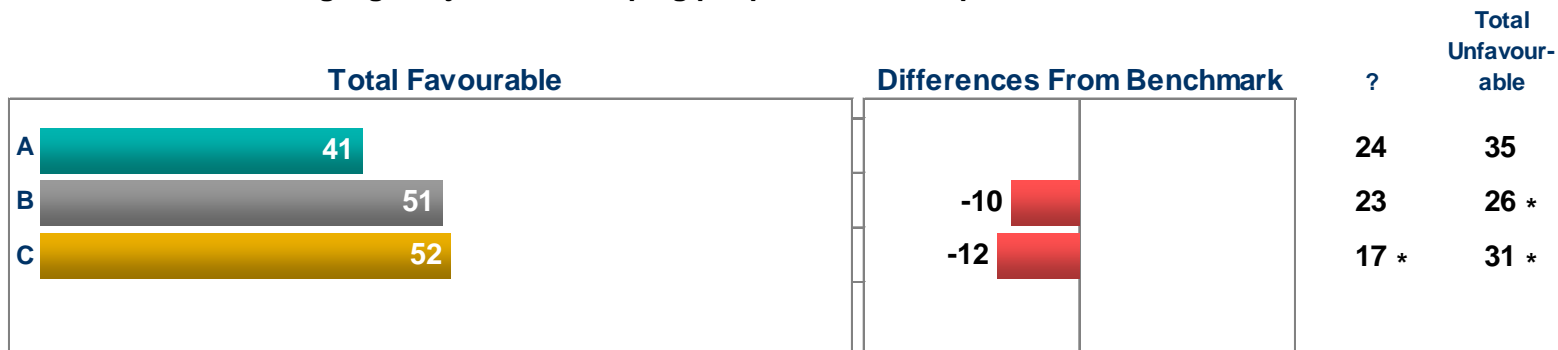 Total
Unfavour-
able
Total Favourable
Differences From Benchmark
?
A 41 24 35
B 51 -10 23 26 *
C 52 -12 17 * 31 *